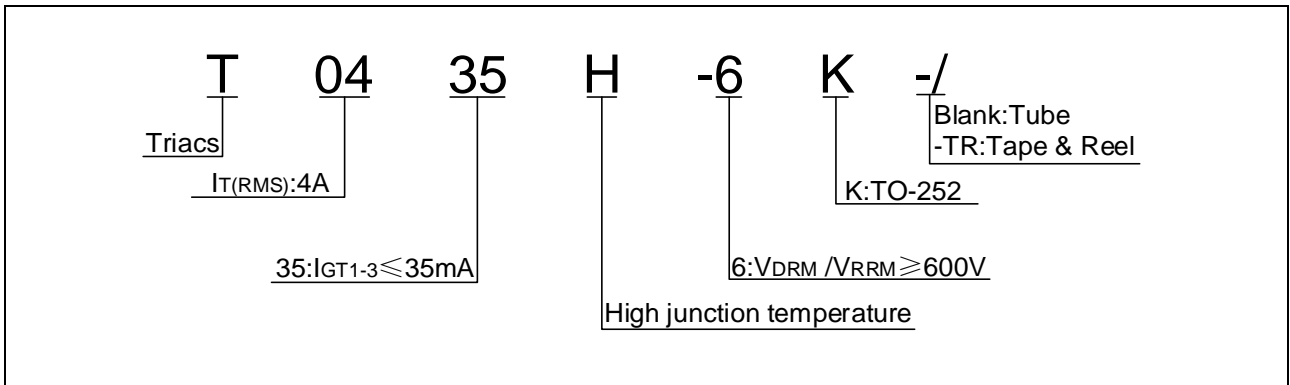 T 04 35 H -6 K -/
Blank:Tube
Triacs
-TR:Tape & Reel
IT(RMS):4A
K:TO-252
35:IGT1-3≤35mA
6:VDRM /VRRM≥600V
High junction temperature